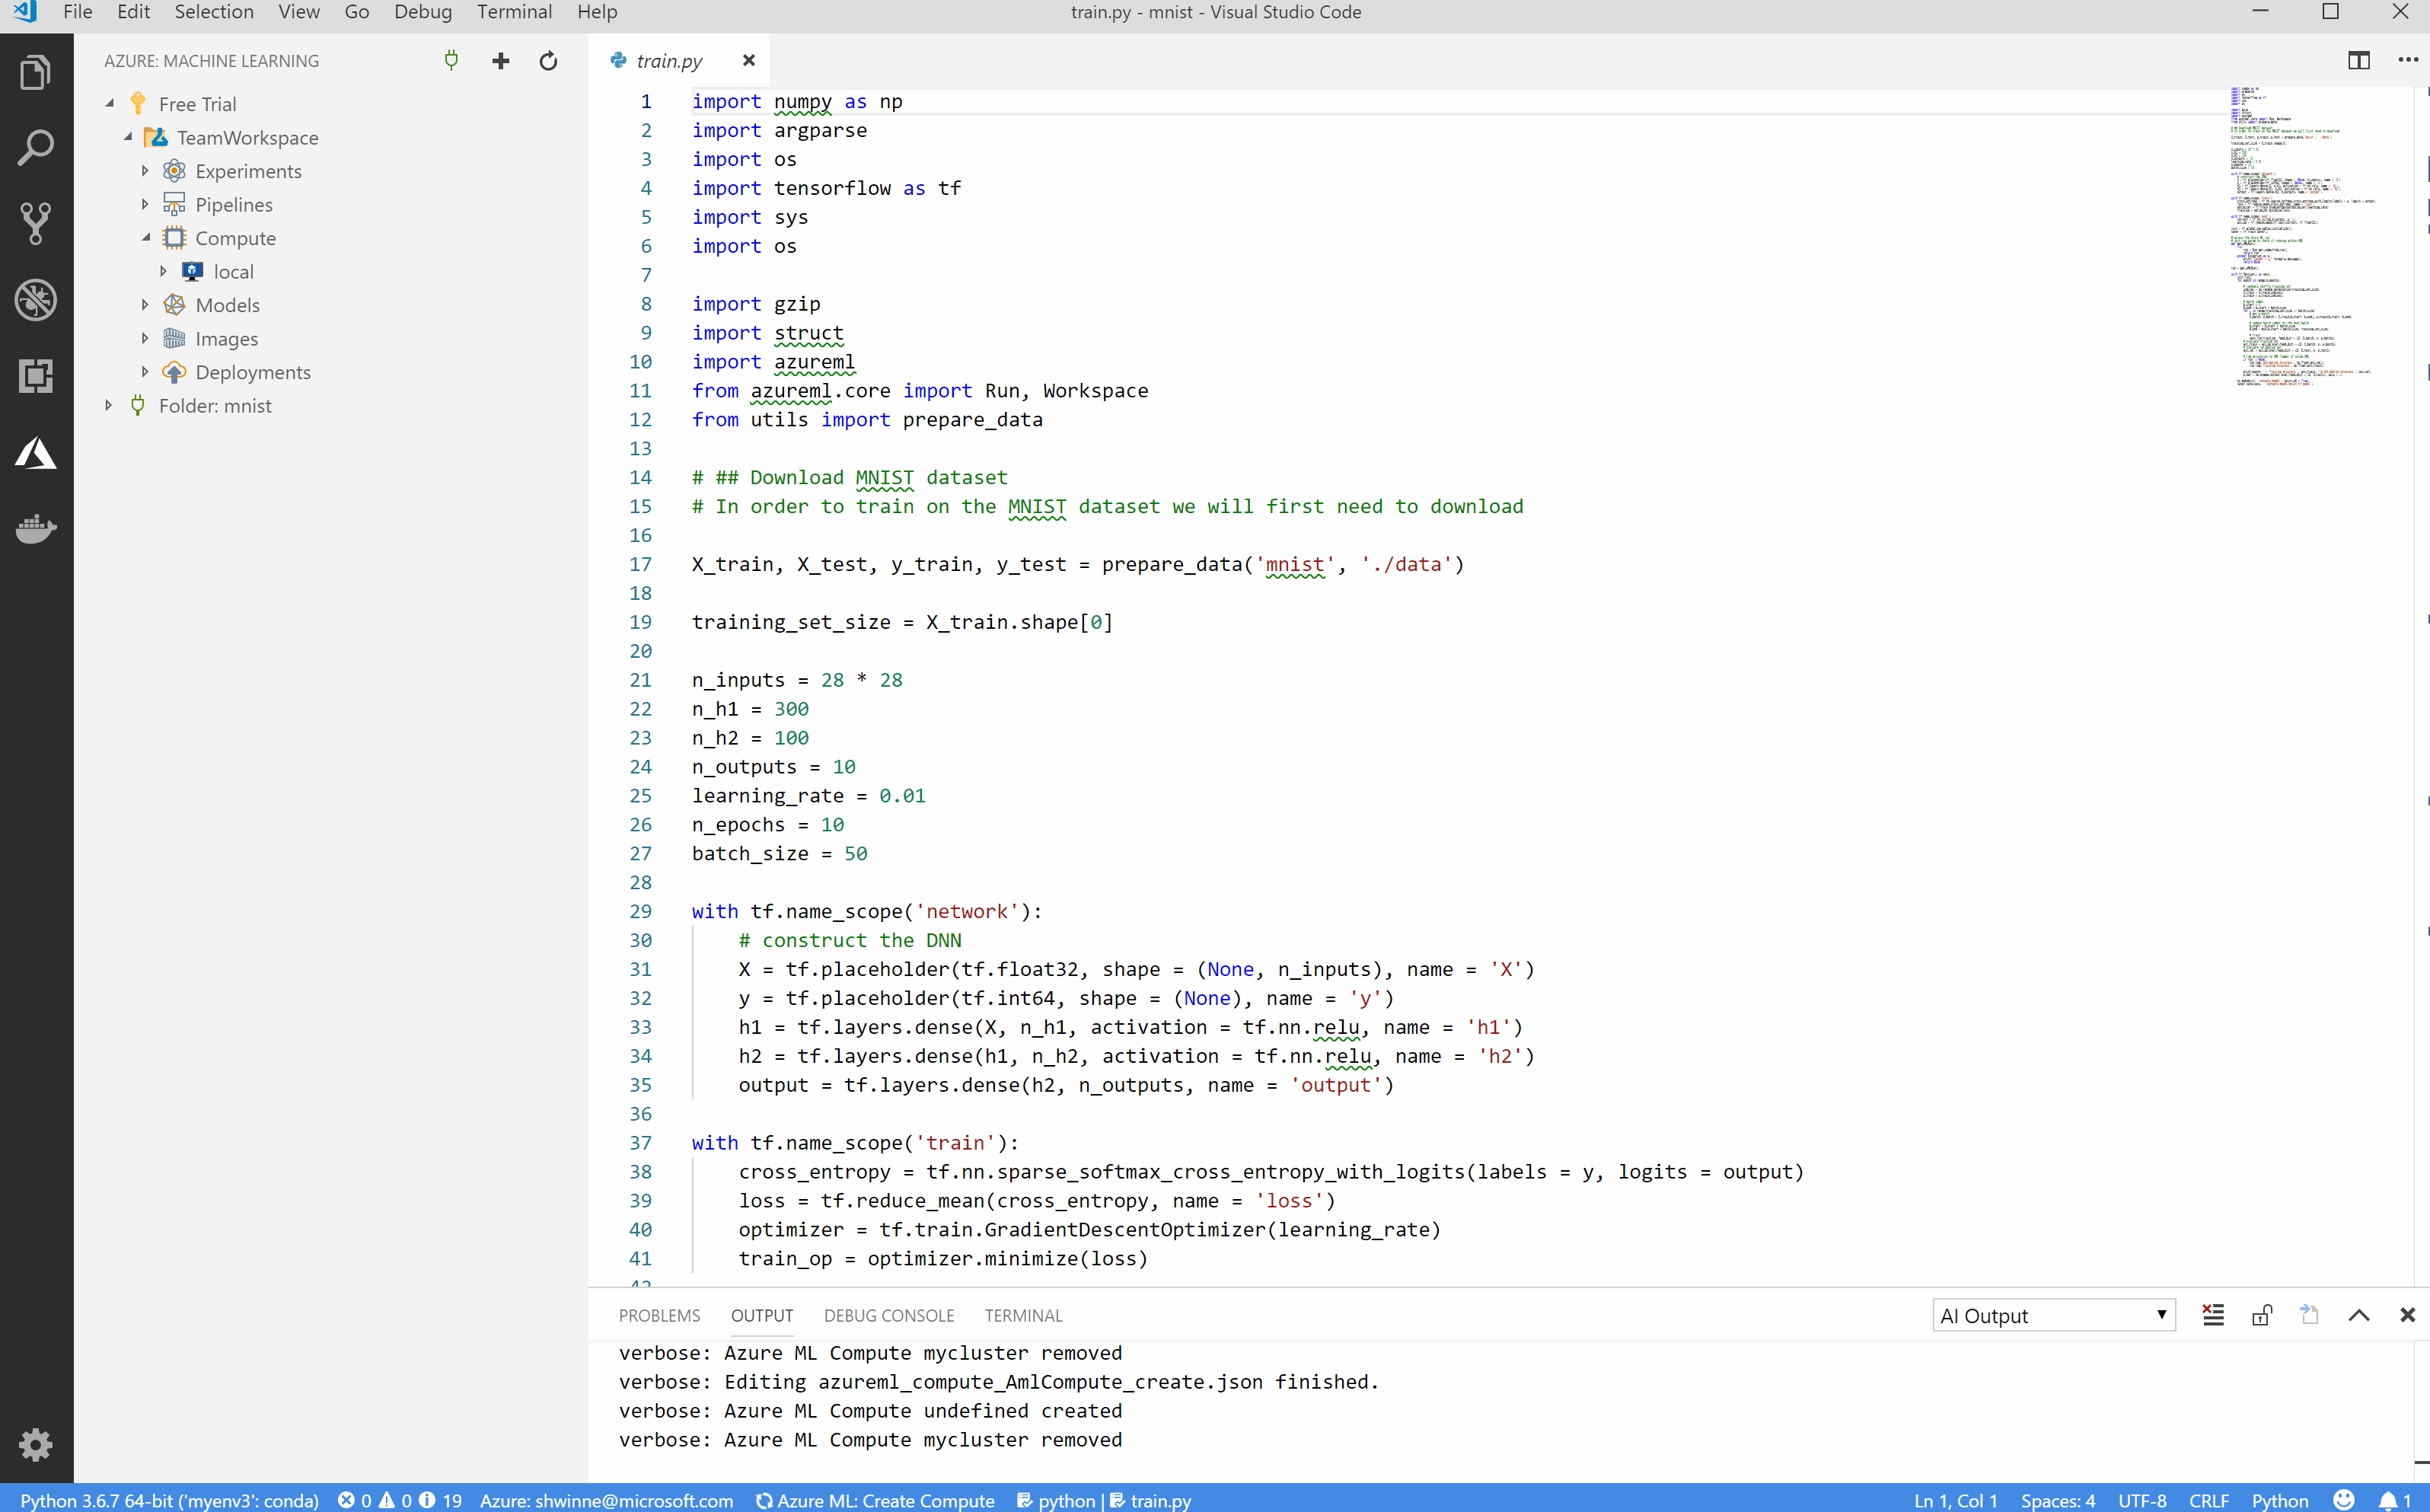 File Edit Selection View Go Debug Terminal Help
train.py - mnist - Visual Studio Code
AZURE: MACHINE LEARNING
Free Trial
TeamWorkspace
Experiments
Pipelines
Compute
local
Models
Images
Deployments
Folder: mnist
train.py
1 import numpy as np
2 import argparse
3 import os
4 import tensorflow as tf
5 import sys
6 import os
7
8 import gzip
9 import struct
10 import azureml
11 from azureml.core import Run, Workspace
12 from utils import prepare_data
13
14 # ## Download MNIST dataset
15 # In order to train on the MNIST dataset we will first need to download
16
17 X_train, X_test, y_train, y_test = prepare_data('mnist', './data')
18
19 training_set_size = X_train.shape[0]
20
21 n_inputs = 28 * 28
22 n_h1 = 300
23 n_h2 = 100
24 n_outputs = 10
25 learning_rate = 0.01
26 n_epochs = 10
27 batch_size = 50
28
29 with tf.name_scope('network'):
30     # construct the DNN
31     X = tf.placeholder(tf.float32, shape = (None, n_inputs), name = 'X')
32     y = tf.placeholder(tf.int64, shape = (None), name = 'y')
33     h1 = tf.layers.dense(X, n_h1, activation = tf.nn.relu, name = 'h1')
34     h2 = tf.layers.dense(h1, n_h2, activation = tf.nn.relu, name = 'h2')
35     output = tf.layers.dense(h2, n_outputs, name = 'output')
36
37 with tf.name_scope('train'):
38     cross_entropy = tf.nn.sparse_softmax_cross_entropy_with_logits(labels = y, logits = output)
39     loss = tf.reduce_mean(cross_entropy, name = 'loss')
40     optimizer = tf.train.GradientDescentOptimizer(learning_rate)
41     train_op = optimizer.minimize(loss)
42
PROBLEMS OUTPUT DEBUG CONSOLE TERMINAL
AI Output
verbose: Azure ML Compute mycluster removed
verbose: Editing azureml_compute_AmlCompute_create.json finished.
verbose: Azure ML Compute undefined created
verbose: Azure ML Compute mycluster removed
Python 3.6.7 64-bit ('myenv3': conda) 0 0 19 Azure: shwinne@microsoft.com Azure ML: Create Compute python | train.py Ln 1, Col 1 Spaces: 4 UTF-8 CRLF Python 1